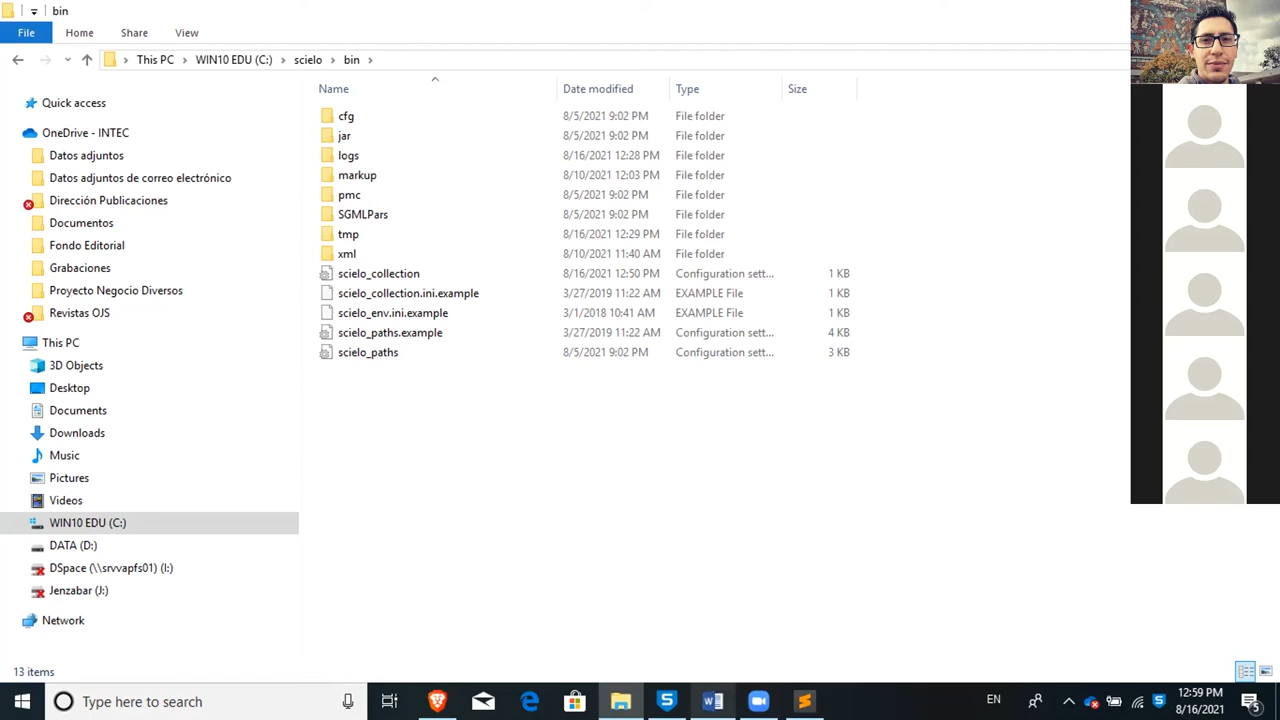 bin
File Home Share View
This PC WIN10 EDU (C:) scielo bin
Name Date modified Type Size
Quick access
OneDrive - INTEC
Datos adjuntos
Datos adjuntos de correo electrónico
Dirección Publicaciones
Documentos
Fondo Editorial
Grabaciones
Proyecto Negocio Diversos
Revistas OJS
This PC
3D Objects
Desktop
Documents
Downloads
Music
Pictures
Videos
WIN10 EDU (C:)
DATA (D:)
DSpace (\\srvvapfs01) (I:)
Jenzabar (J:)
Network
cfg 8/5/2021 9:02 PM File folder
jar 8/5/2021 9:02 PM File folder
logs 8/16/2021 12:28 PM File folder
markup 8/10/2021 12:03 PM File folder
pmc 8/5/2021 9:02 PM File folder
SGMLPars 8/5/2021 9:02 PM File folder
tmp 8/16/2021 12:29 PM File folder
xml 8/10/2021 11:40 AM File folder
scielo_collection 8/16/2021 12:50 PM Configuration sett... 1 KB
scielo_collection.ini.example 3/27/2019 11:22 AM EXAMPLE File 1 KB
scielo_env.ini.example 3/1/2018 10:41 AM EXAMPLE File 1 KB
scielo_paths.example 3/27/2019 11:22 AM Configuration sett... 4 KB
scielo_paths 8/5/2021 9:02 PM Configuration sett... 3 KB
13 items
Type here to search
EN
12:59 PM
8/16/2021
5